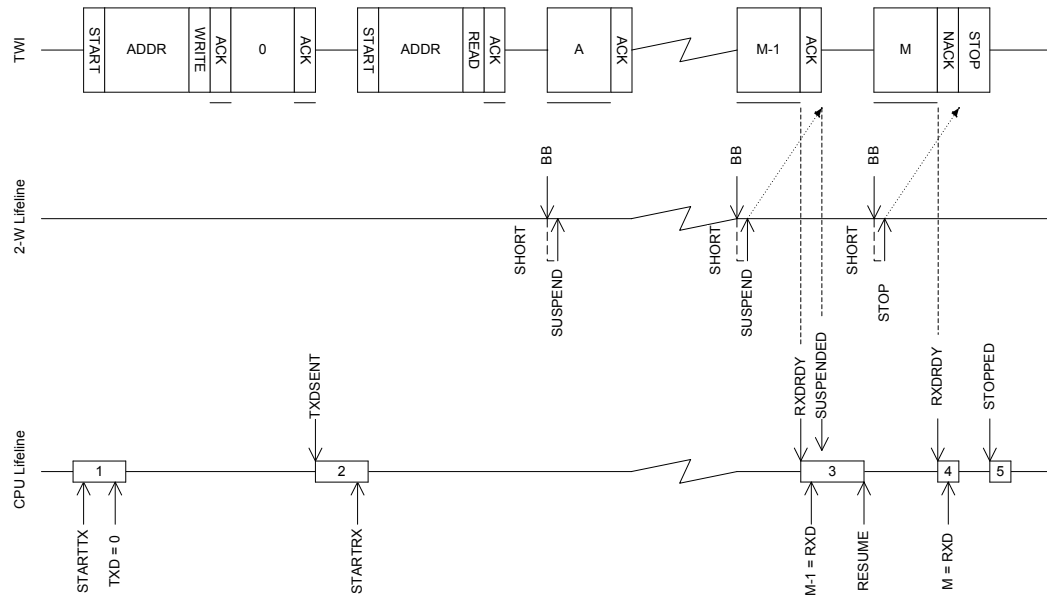 TWI
START
ADDR
WRITE
ACK
0
ACK
START
ADDR
READ
ACK
A
ACK
M-1
ACK
M
NACK
STOP
2-W Lifeline
BB
SHORT
SUSPEND
BB
SHORT
SUSPEND
BB
SHORT
STOP
CPU Lifeline
TXDSENT
RXDRDY
SUSPENDED
RXDRDY
STOPPED
1
2
3
4
5
STARTTX
TXD = 0
STARTRX
M-1 = RXD
RESUME
M = RXD